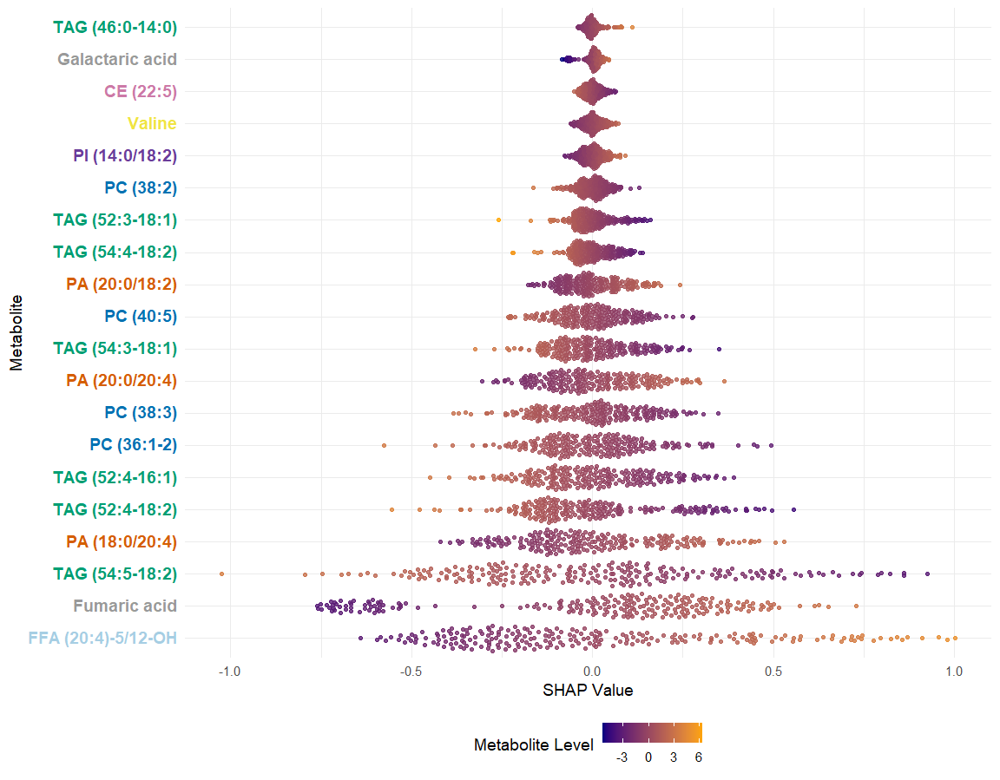 TAG (46:0-14:0)
Galactaric acid
CE (22:5)
Valine
PI (14:0/18:2)
PC (38:2)
TAG (52:3-18:1)
TAG (54:4-18:2)
PA (20:0/18:2)
PC (40:5)
TAG (54:3-18:1)
PA (20:0/20:4)
PC (38:3)
PC (36:1-2)
TAG (52:4-16:1)
TAG (52:4-18:2)
PA (18:0/20:4)
TAG (54:5-18:2)
Fumaric acid
FFA (20:4)-5/12-OH
Metabolite
-1.0 -0.5 0.0 0.5 1.0
SHAP Value
Metabolite Level
-3 0 3 6